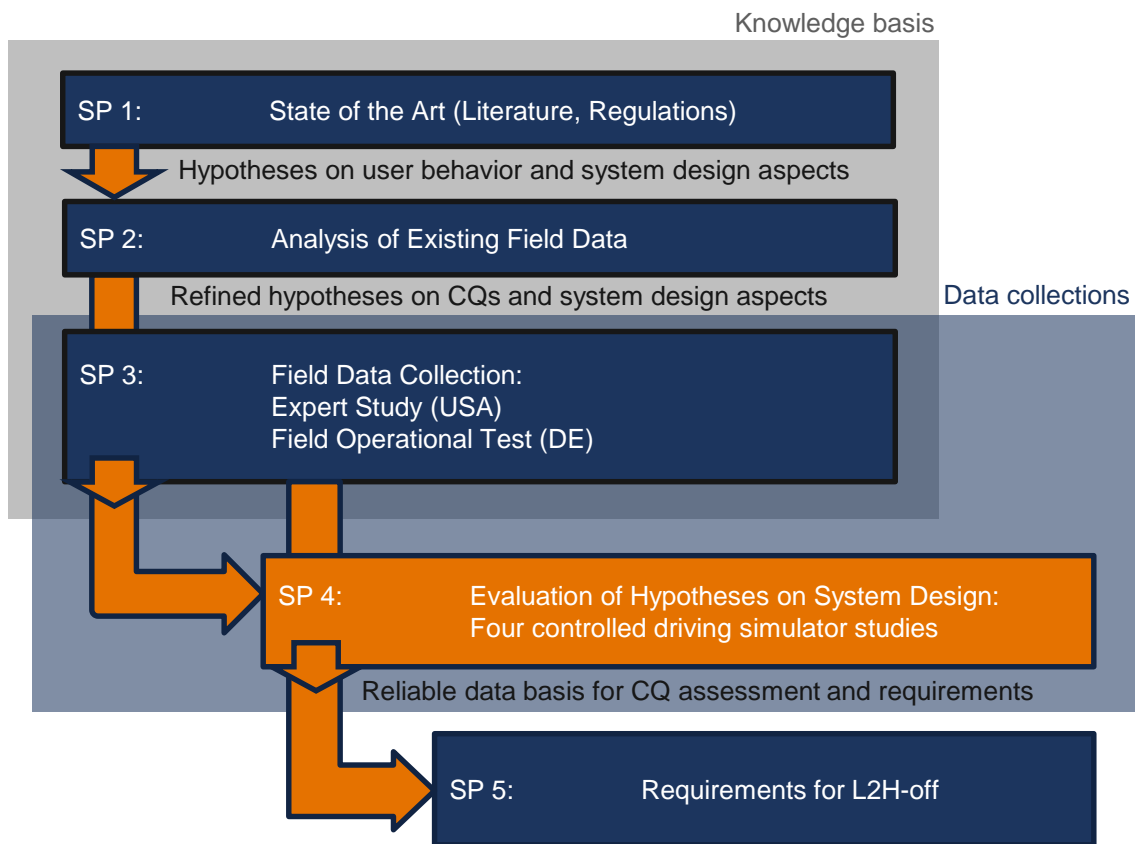 Knowledge basis
SP 1: State of the Art (Literature, Regulations)
Hypotheses on user behavior and system design aspects
SP 2: Analysis of Existing Field Data
Refined hypotheses on CQs and system design aspects
Data collections
SP 3: Field Data Collection:
Expert Study (USA)
Field Operational Test (DE)
SP 4: Evaluation of Hypotheses on System Design:
Four controlled driving simulator studies
Reliable data basis for CQ assessment and requirements
SP 5: Requirements for L2H-off